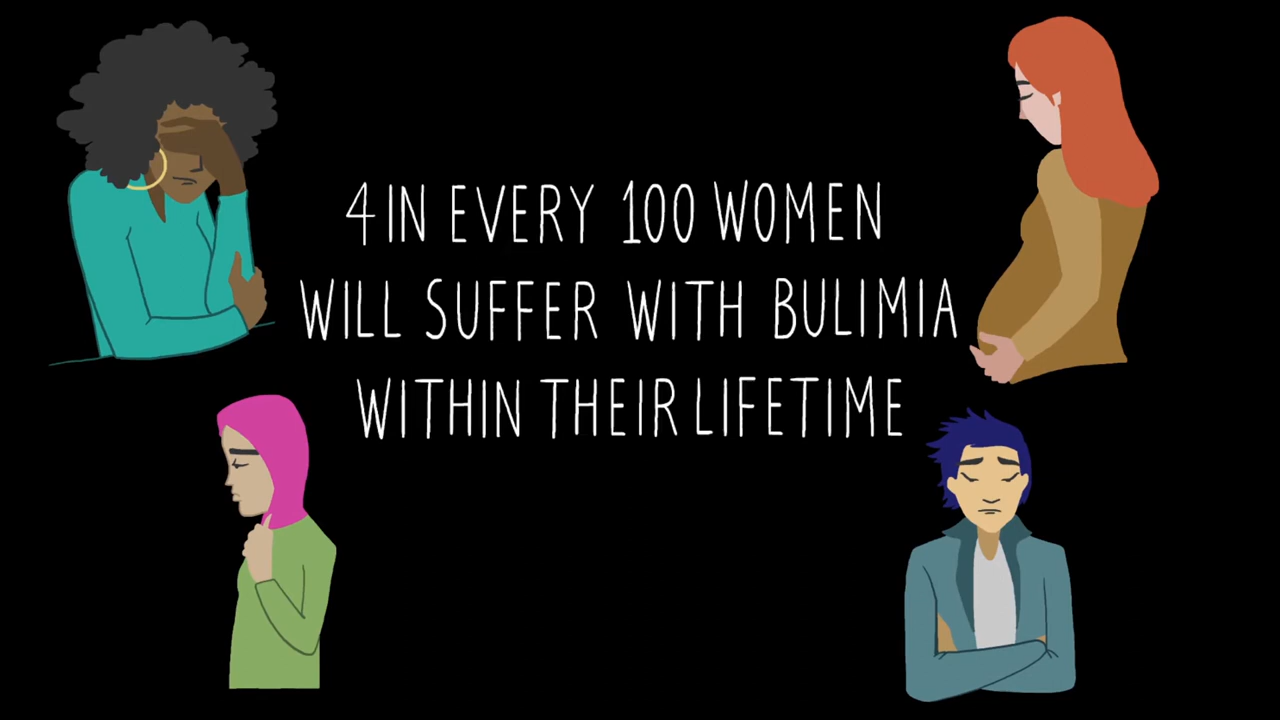 4 IN EVERY 100 WOMEN
WILL SUFFER WITH BULIMIA
WITHIN THEIR LIFETIME